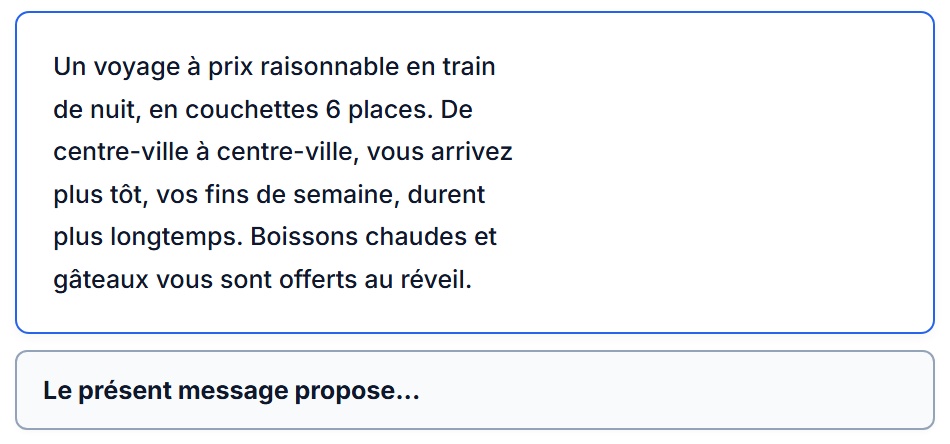 Un voyage à prix raisonnable en train
de nuit, en couchettes 6 places. De
centre-ville à centre-ville, vous arrivez
plus tôt, vos fins de semaine, durent
plus longtemps. Boissons chaudes et
gâteaux vous sont offerts au réveil.
Le présent message propose...